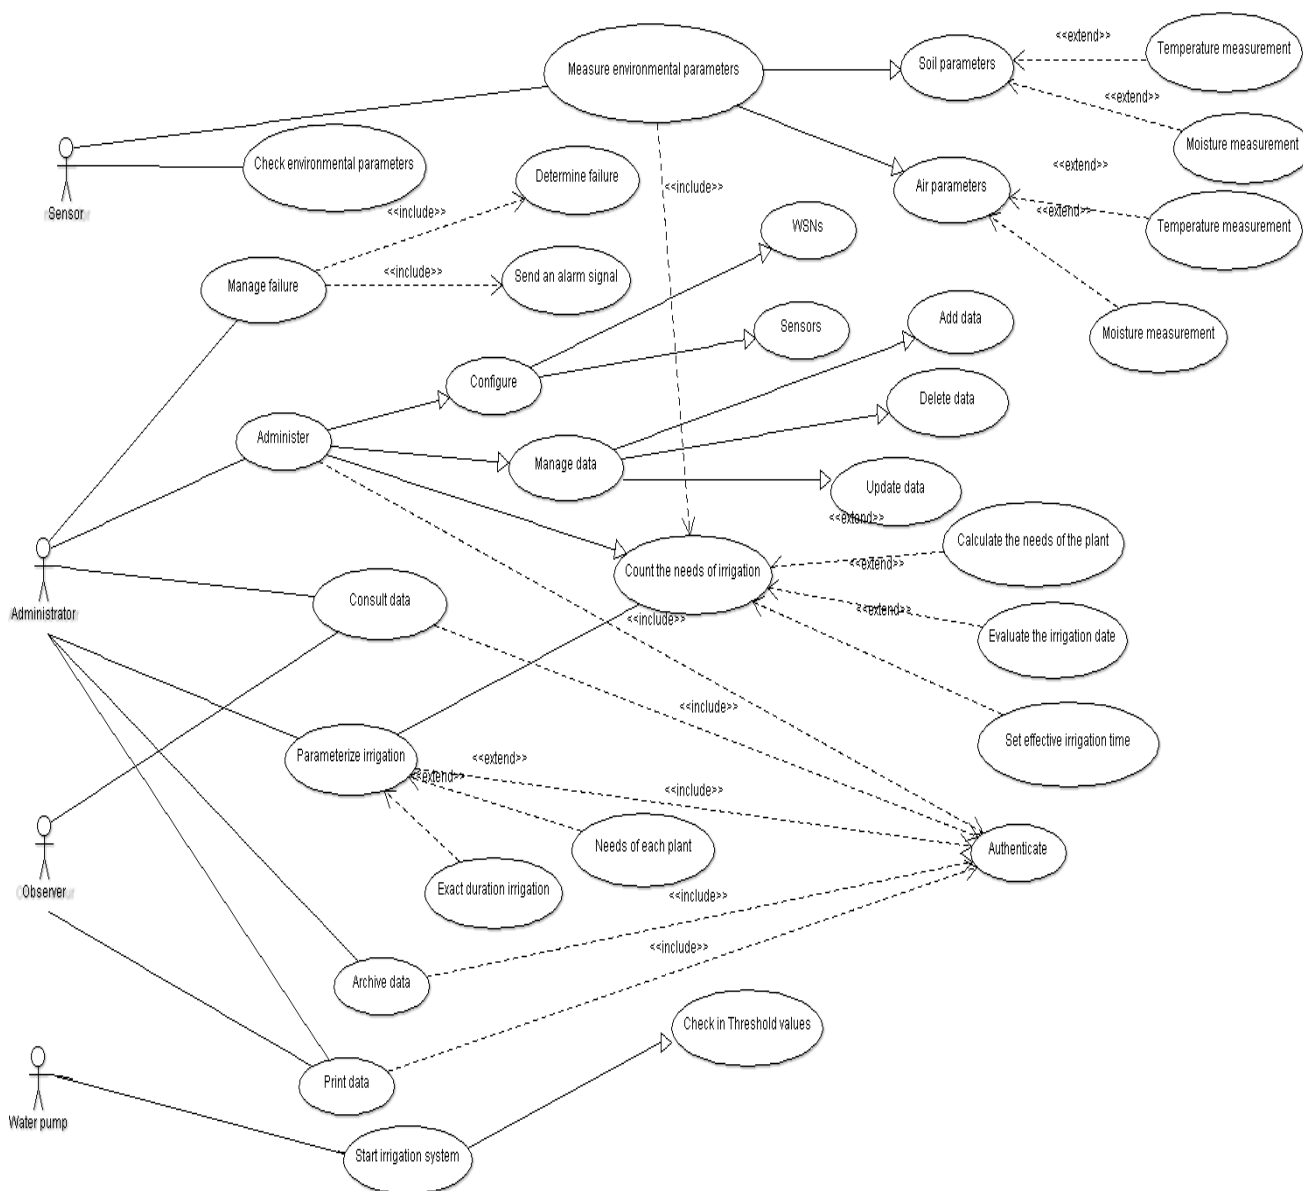 <<extend>>
Temperature measurement
Measure environmental parameters
Soil parameters
<<extend>>
Moisture measurement
Check environmental parameters
Determine failure
<<include>>
Air parameters
<<extend>>
Sensor
<<include>>
<<extend>>
Temperature measurement
WSNs
Manage failure
<<include>>
Send an alarm signal
Sensors
Add data
Moisture measurement
Configure
Delete data
Administer
Manage data
Update data
<<extend>>
Calculate the needs of the plant
<<extend>>
Count the needs of irrigation
Administrator
Consult data
<<extend>>
<<include>>
Evaluate the irrigation date
<<include>>
Set effective irrigation time
Parameterize irrigation
<<extend>>
<<extend>>
<<include>>
Needs of each plant
Authenticate
Observer
Exact duration irrigation
<<include>>
<<include>>
Archive data
Check in Threshold values
Print data
Water pump
Start irrigation system